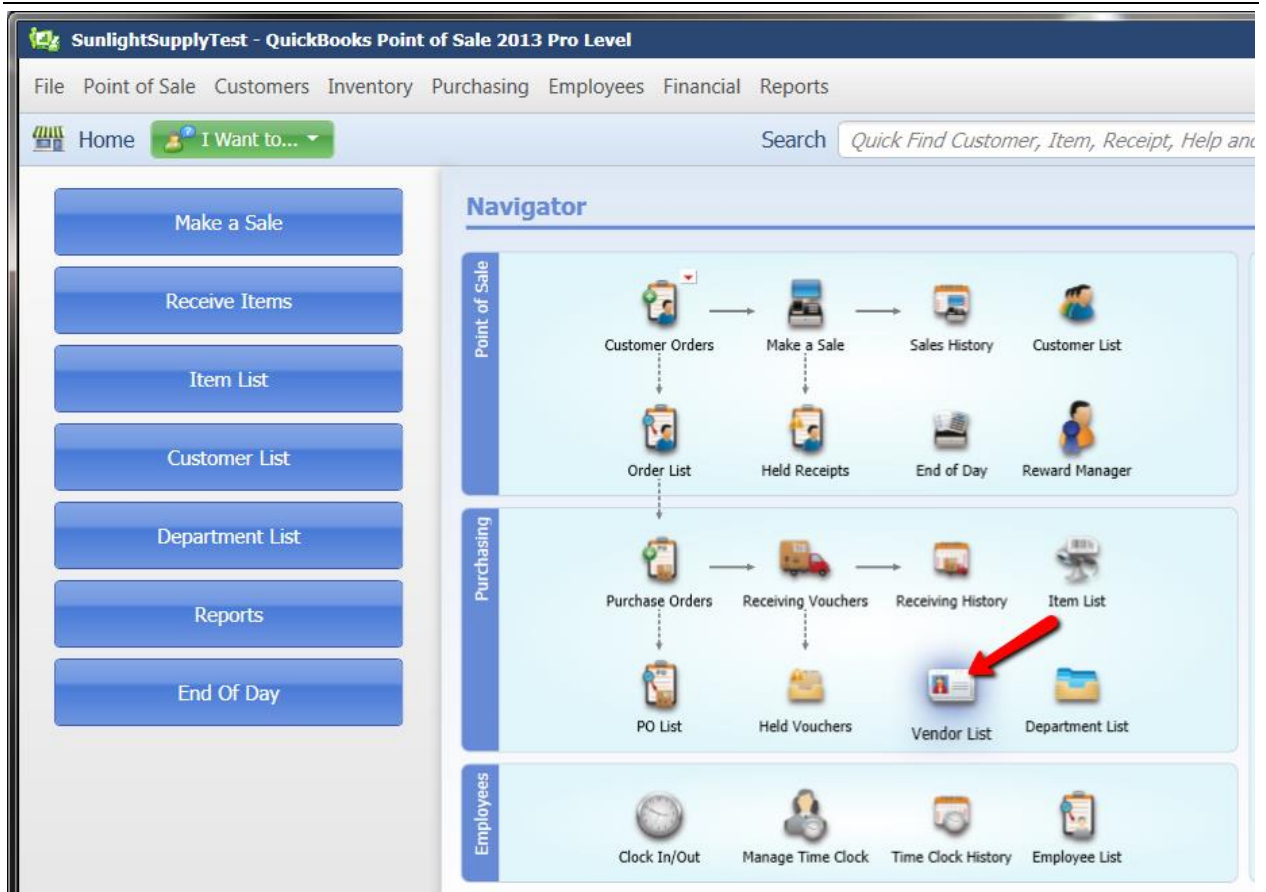 SunlightSupplyTest - QuickBooks Point of Sale 2013 Pro Level
File Point of Sale Customers Inventory Purchasing Employees Financial Reports
Home I Want to... Search Quick Find Customer, Item, Receipt, Help and
Make a Sale
Receive Items
Item List
Customer List
Department List
Reports
End Of Day
Navigator
Point of Sale
Customer Orders Make a Sale Sales History Customer List
Order List Held Receipts End of Day Reward Manager
Purchasing
Purchase Orders Receiving Vouchers Receiving History Item List
PO List Held Vouchers Vendor List Department List
Employees
Clock In/Out Manage Time Clock Time Clock History Employee List